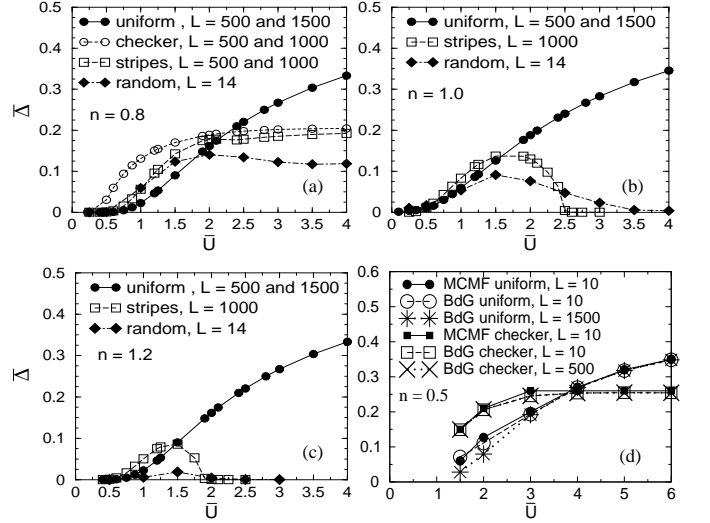 0.5
0.4
0.3
0.2
0.1
0
Δ
uniform , L = 500 and 1500
checker, L = 500 and 1000
stripes, L = 500 and 1000
random, L = 14
n = 0.8
(a)
0 0.5 1 1.5 2 2.5 3 3.5 4
U
0.5
0.4
0.3
0.2
0.1
0
uniform, L = 500 and 1500
stripes, L = 1000
random, L = 14
n = 1.0
(b)
0 0.5 1 1.5 2 2.5 3 3.5 4
U
0.5
0.4
0.3
0.2
0.1
0
Δ
uniform, L = 500 and 1500
stripes, L = 1000
random, L = 14
n = 1.2
(c)
0 0.5 1 1.5 2 2.5 3 3.5 4
U
0.6
0.5
0.4
0.3
0.2
0.1
0
MCMF uniform, L = 10
BdG uniform, L = 10
BdG uniform, L = 1500
MCMF checker, L = 10
BdG checker, L = 10
BdG checker, L = 500
n = 0.5
(d)
0 1 2 3 4 5 6
U